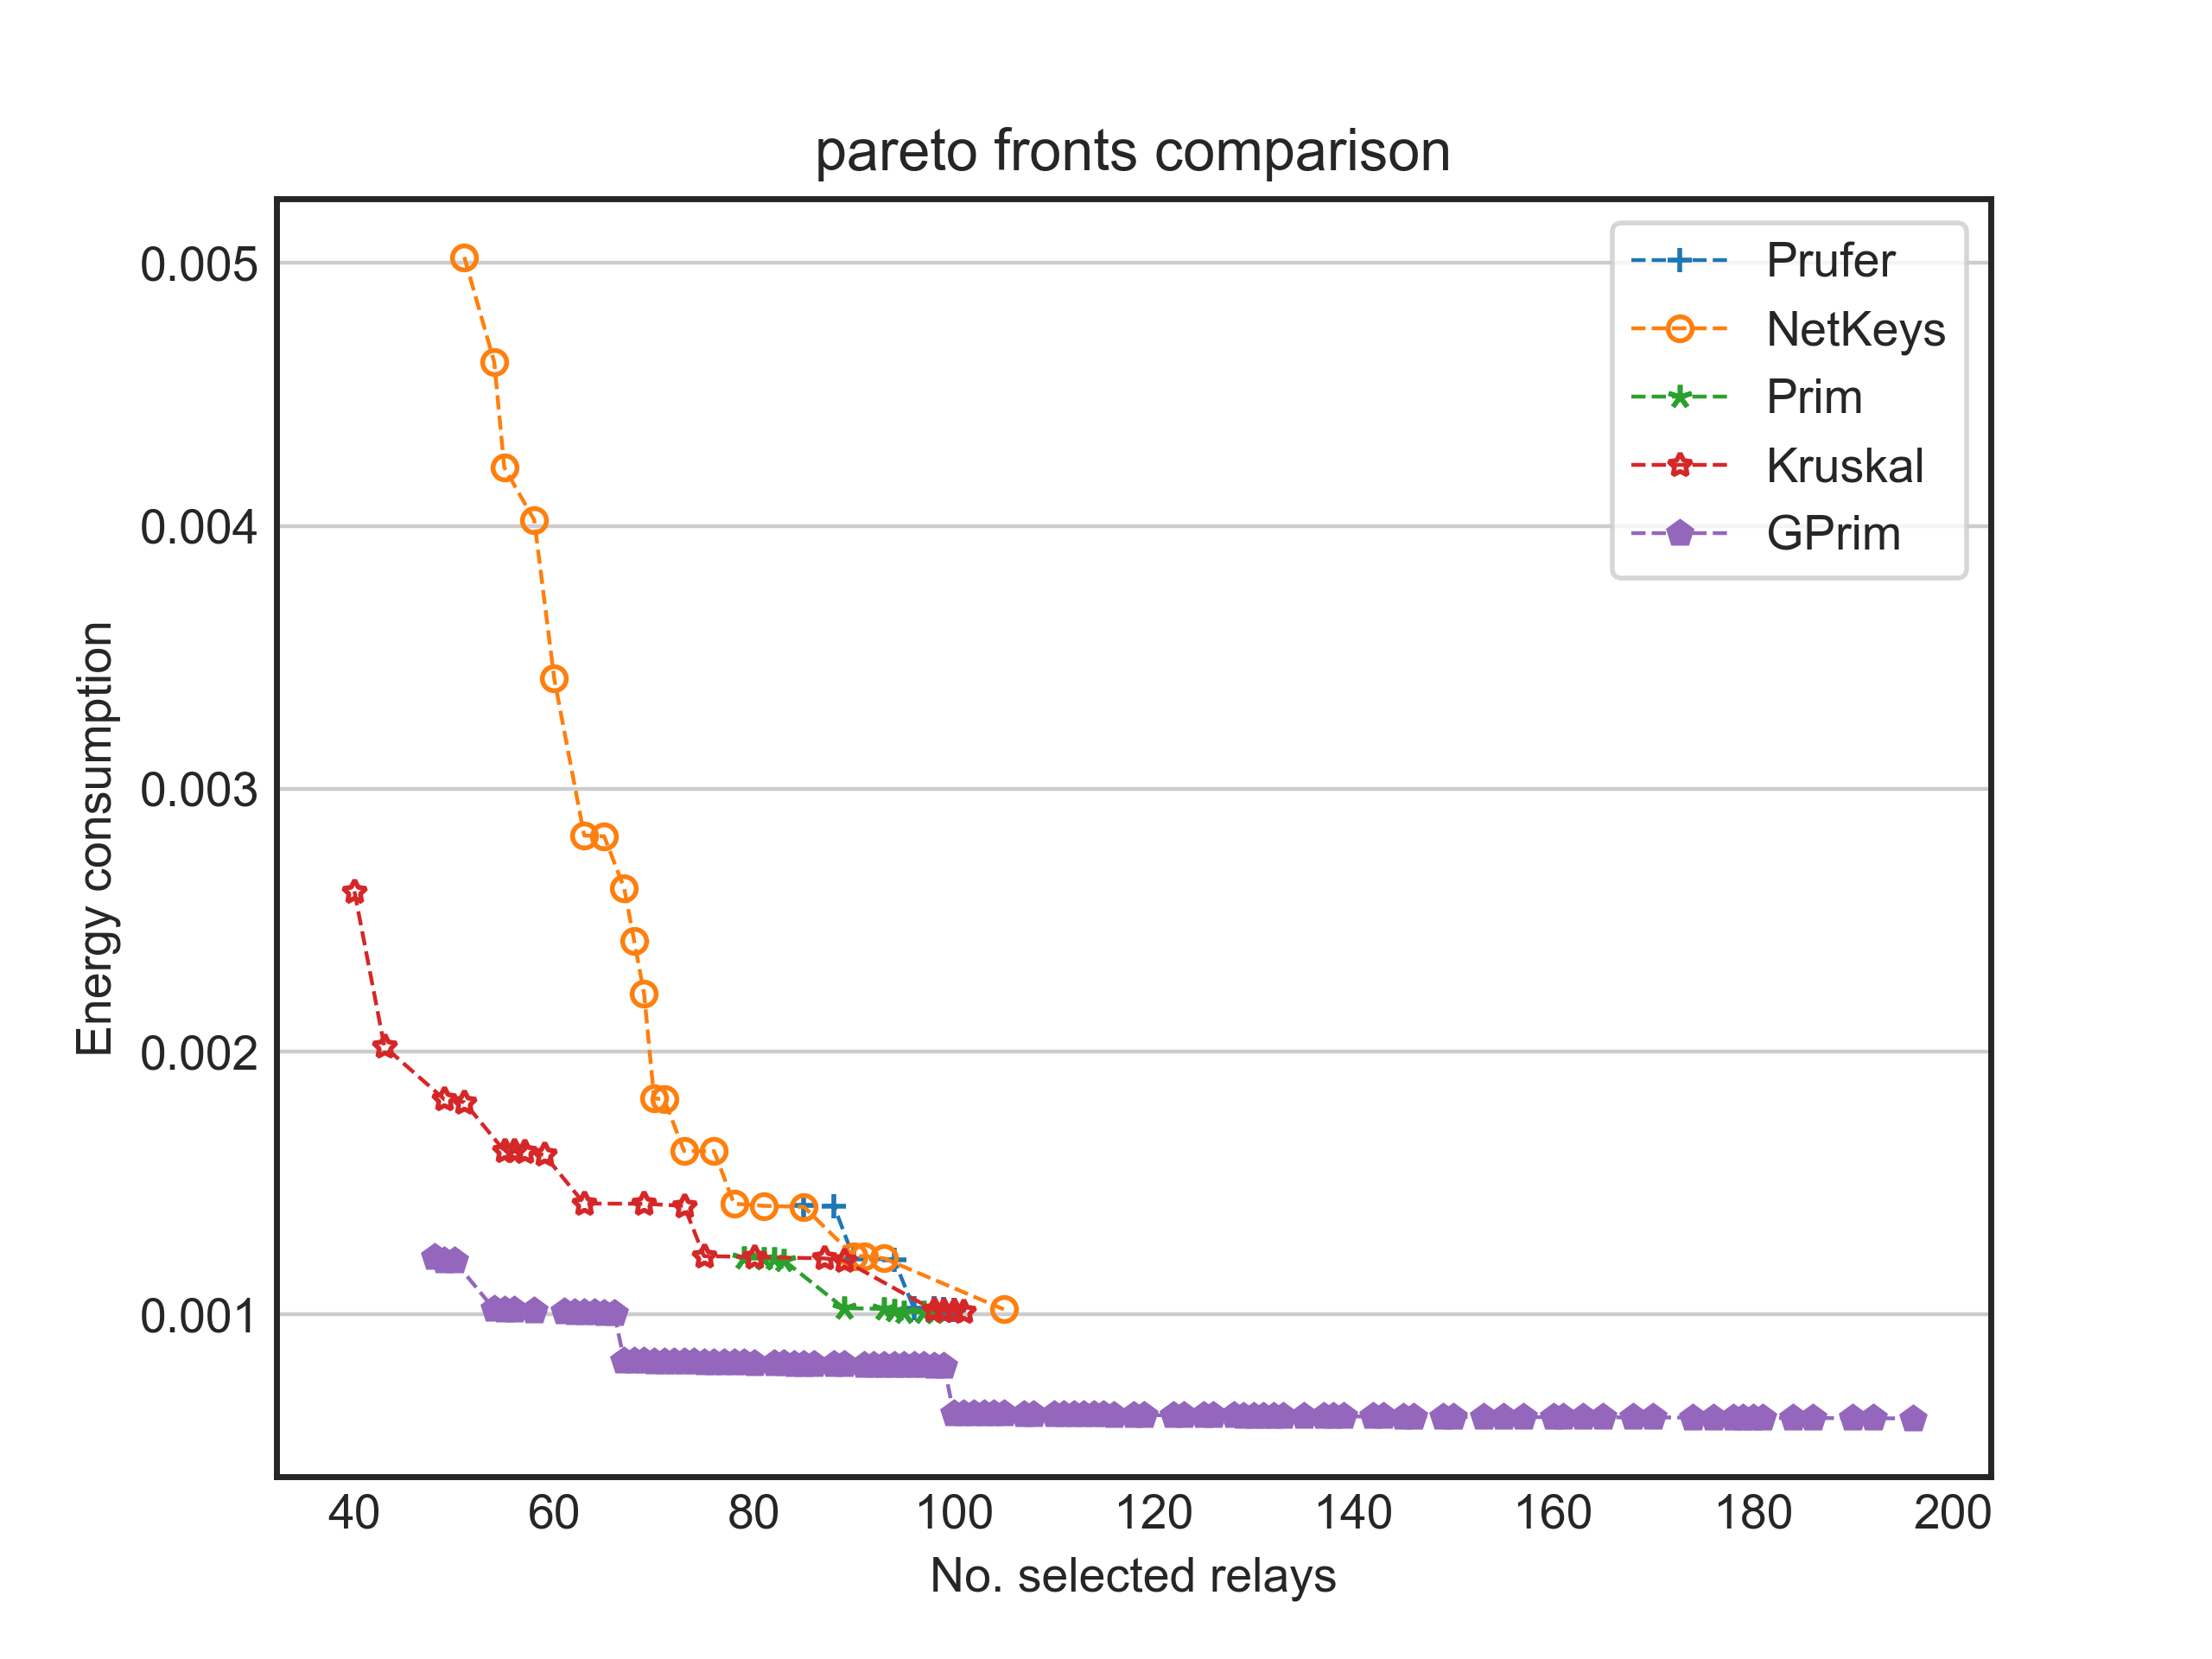 pareto fronts comparison
Prufer
NetKeys
Prim
Kruskal
GPrim
Energy consumption
0.005
0.004
0.003
0.002
0.001
40 60 80 100 120 140 160 180 200
No. selected relays